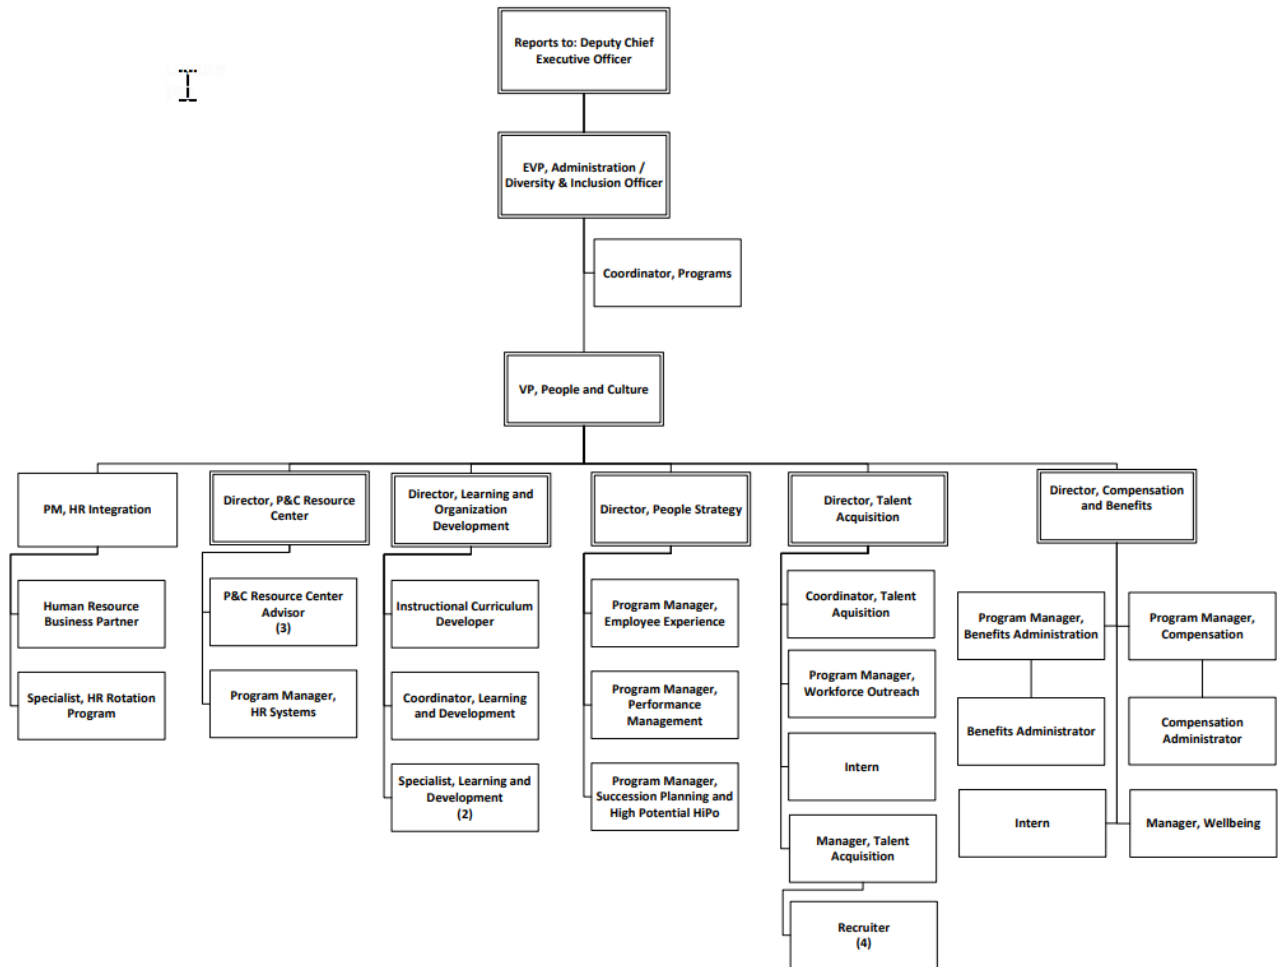 Reports to: Deputy Chief
Executive Officer
EVP, Administration /
Diversity & Inclusion Officer
Coordinator, Programs
VP, People and Culture
PM, HR Integration
Director, P&C Resource
Center
Director, Learning and
Organization
Development
Director, People Strategy
Director, Talent
Acquisition
Director, Compensation
and Benefits
Human Resource
Business Partner
Specialist, HR Rotation
Program
P&C Resource Center
Advisor
(3)
Program Manager,
HR Systems
Instructional Curriculum
Developer
Coordinator, Learning
and Development
Specialist, Learning and
Development
(2)
Program Manager,
Employee Experience
Program Manager,
Performance
Management
Program Manager,
Succession Planning and
High Potential HiPo
Coordinator, Talent
Aquisition
Program Manager,
Workforce Outreach
Intern
Manager, Talent
Acquisition
Recruiter
(4)
Program Manager,
Benefits Administration
Benefits Administrator
Intern
Program Manager,
Compensation
Compensation
Administrator
Manager, Wellbeing